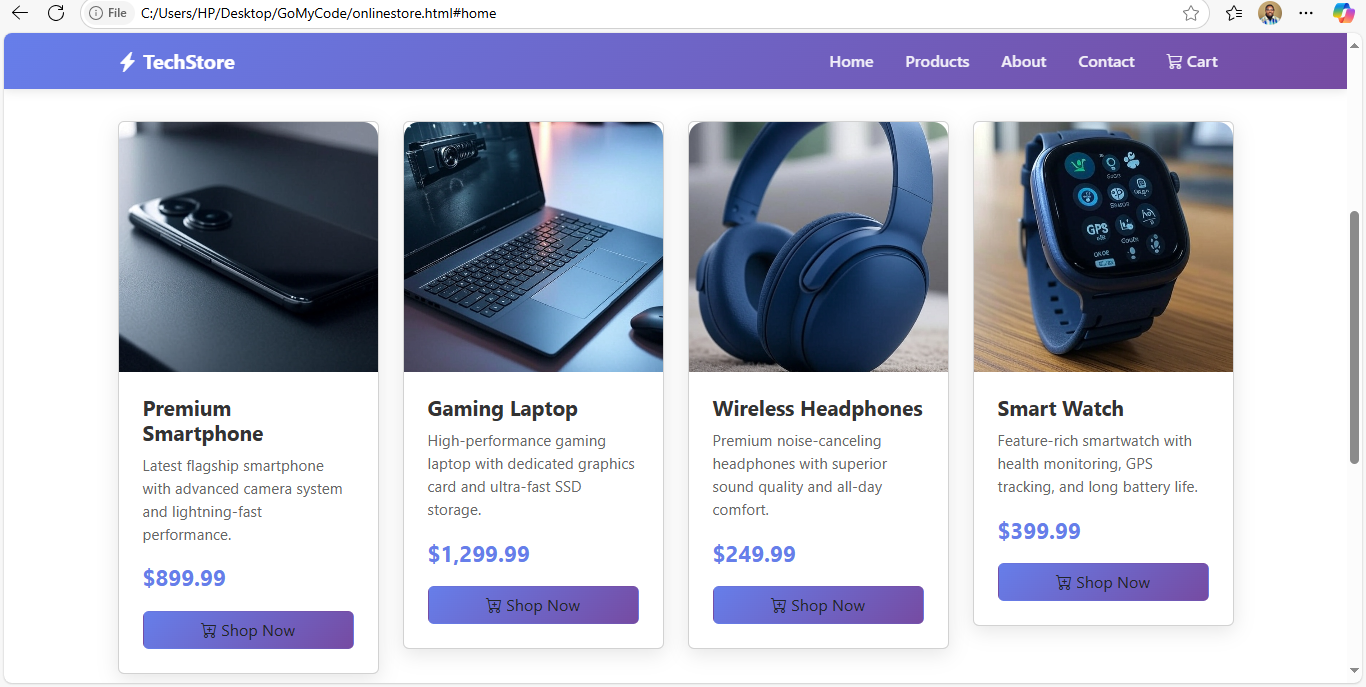 File C:/Users/HP/Desktop/GoMyCode/onlinestore.html#home
TechStore Home Products About Contact Cart
GPS
Premium
Smartphone
Latest flagship smartphone
with advanced camera system
and lightning-fast
performance.
$899.99
Shop Now
Gaming Laptop
High-performance gaming
laptop with dedicated graphics
card and ultra-fast SSD
storage.
$1,299.99
Shop Now
Wireless Headphones
Premium noise-canceling
headphones with superior
sound quality and all-day
comfort.
$249.99
Shop Now
Smart Watch
Feature-rich smartwatch with
health monitoring, GPS
tracking, and long battery life.
$399.99
Shop Now